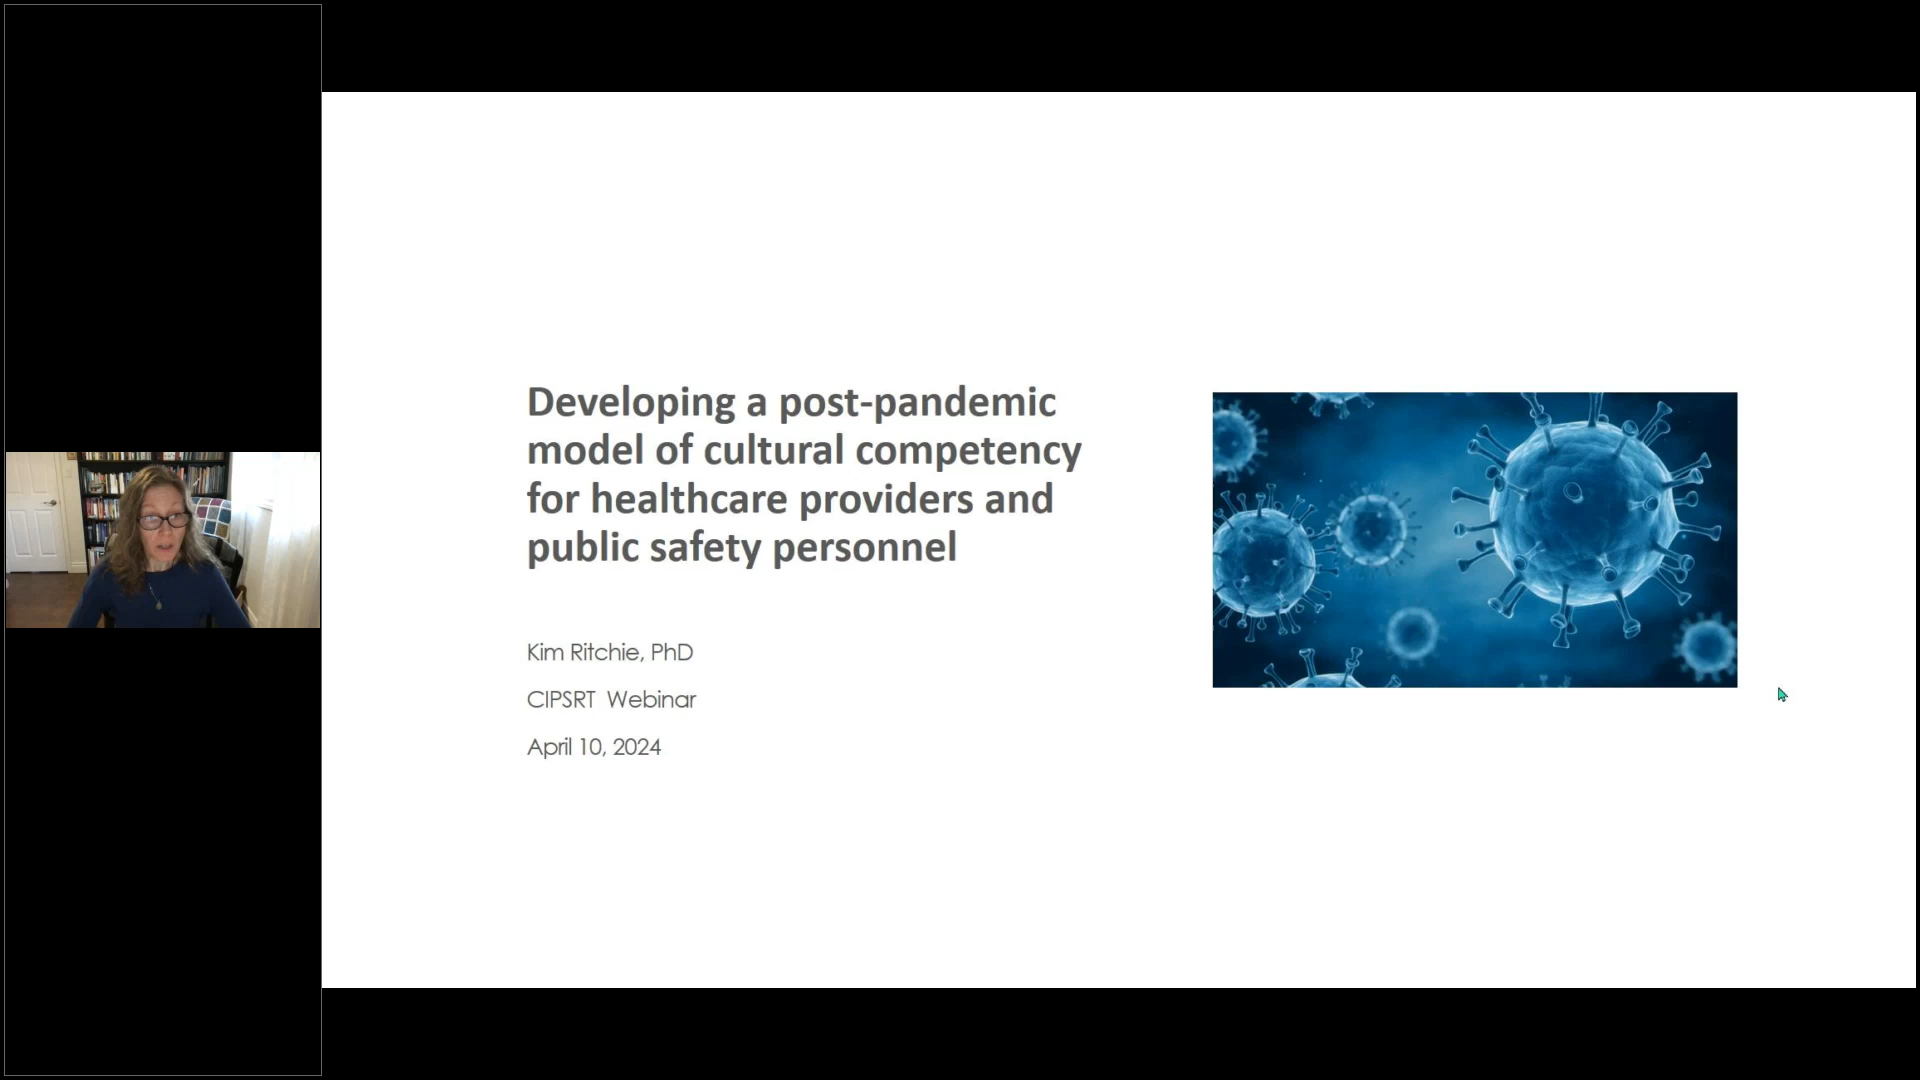 Developing a post-pandemic
model of cultural competency
for healthcare providers and
public safety personnel
Kim Ritchie, PhD
CIPSRT Webinar
April 10, 2024